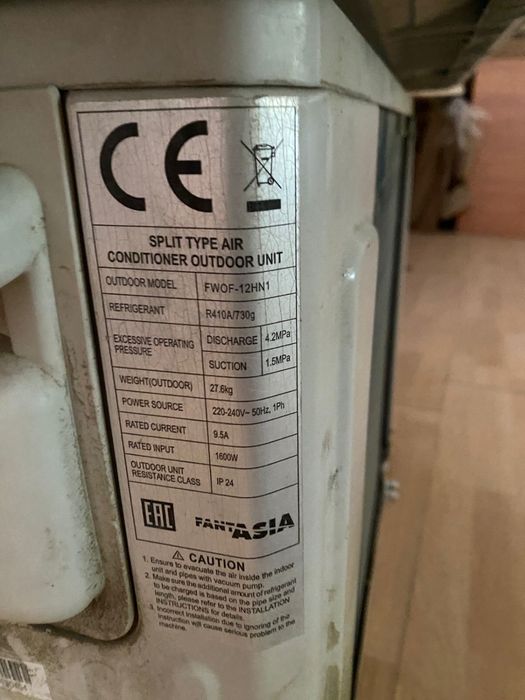 CE
SPLIT TYPE AIR
CONDITIONER OUTDOOR UNIT
OUTDOOR MODEL FWOF-12HN1
REFRIGERANT R410A/730g
EXCESSIVE OPERATING PRESSURE DISCHARGE 4.2MPa
SUCTION 1.5MPa
WEIGHT(OUTDOOR) 27.6kg
POWER SOURCE 220-240V~ 50Hz, 1Ph
RATED CURRENT 9.5A
RATED INPUT 1600W
OUTDOOR UNIT RESISTANCE CLASS IP 24
EAC FANTASIA
⚠ CAUTION
1. Ensure to evacuate the air inside the indoor
unit and pipes with vacuum pump.
2. Make sure the additional amount of refrigerant
to be charged is based on the pipe size and
length, please refer to the INSTALLATION
INSTRUCTIONS for details.
3. Incorrect installation due to ignoring of the
instruction will cause serious problem to the
machine.